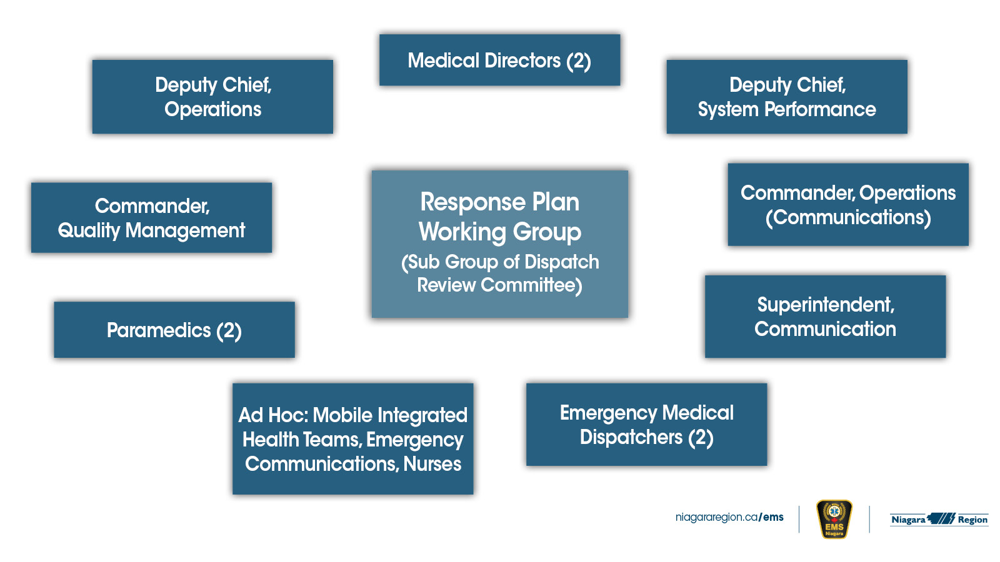 Medical Directors (2)
Deputy Chief,
Operations
Deputy Chief,
System Performance
Commander, Operations
(Communications)
Commander,
Quality Management
Response Plan
Working Group
(Sub Group of Dispatch
Review Committee)
Superintendent,
Communication
Paramedics (2)
Ad Hoc: Mobile Integrated
Health Teams, Emergency
Communications, Nurses
Emergency Medical
Dispatchers (2)
niagararegion.ca/ems
EMS
Niagara
Niagara Region